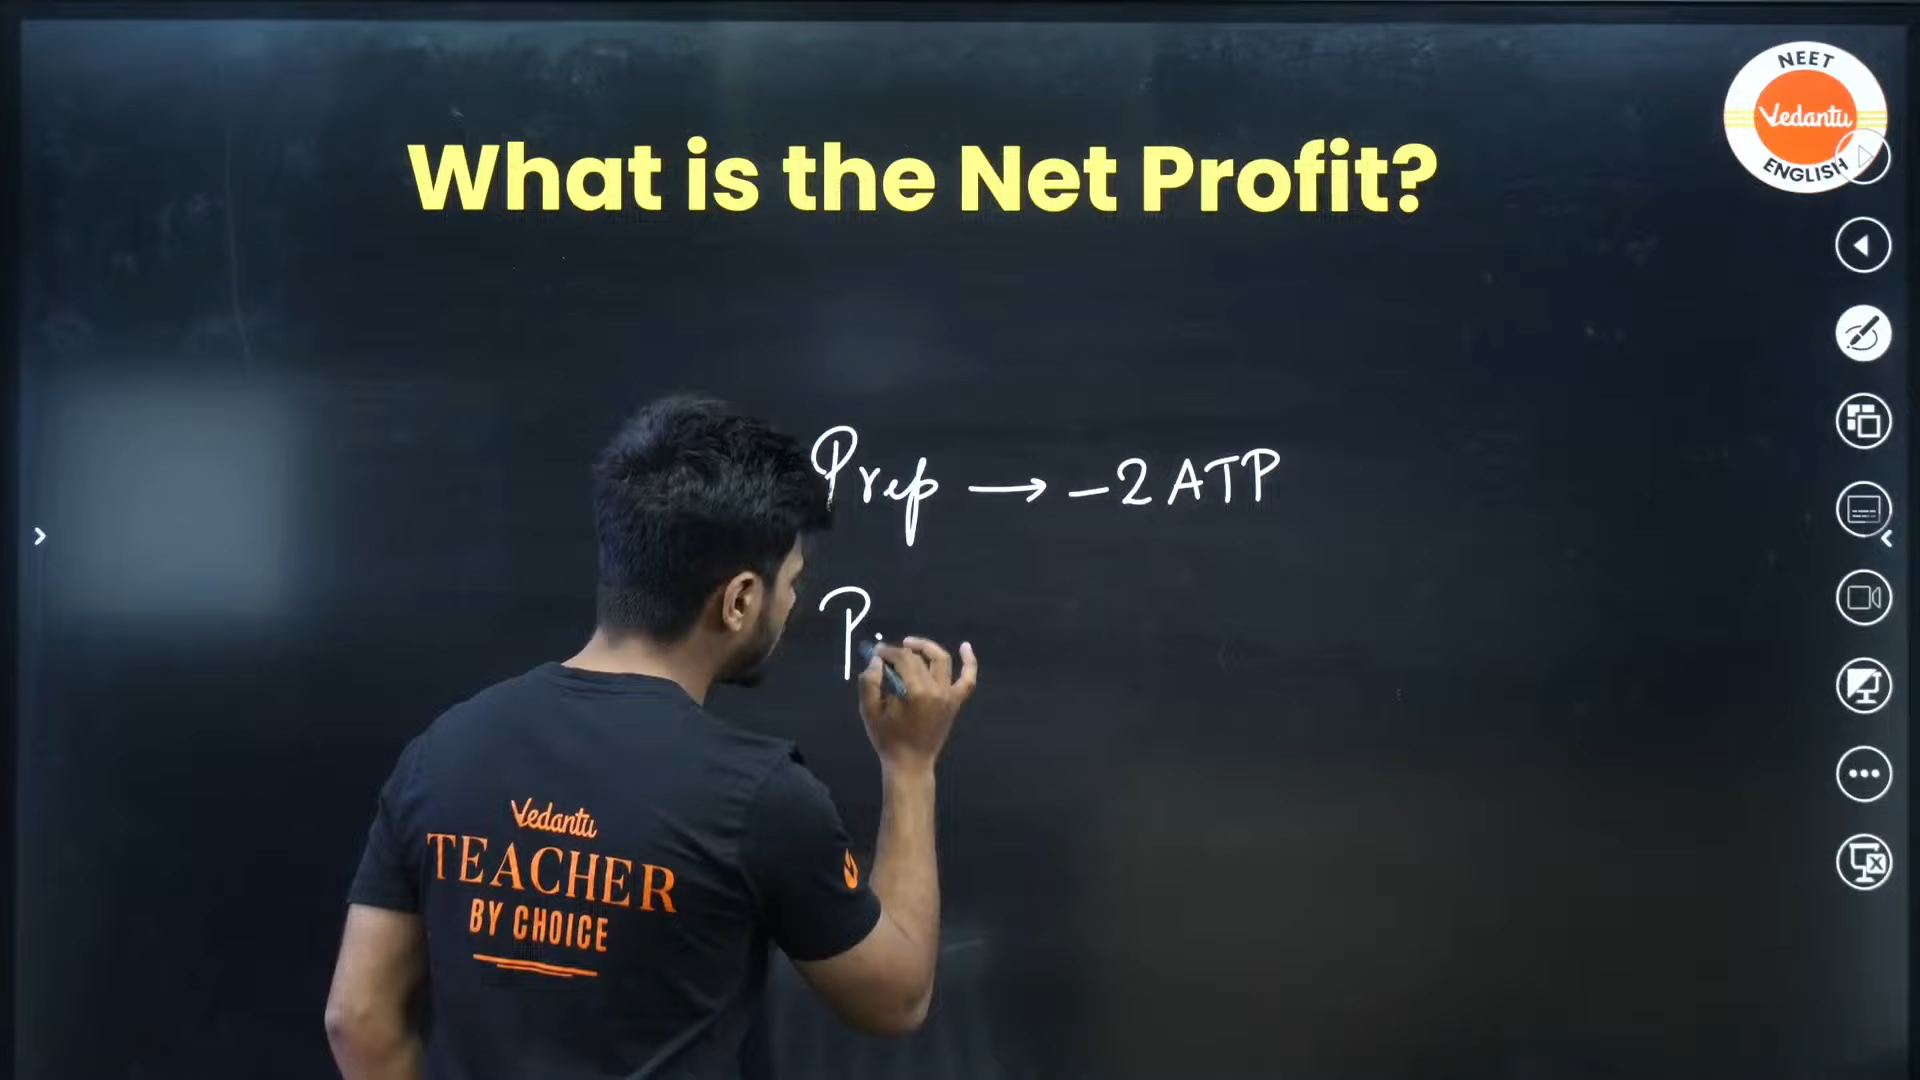 NEET
Vedantu
ENGLISH
What is the Net Profit?
Prep → -2 ATP
P
Vedantu
TEACHER
BY CHOICE